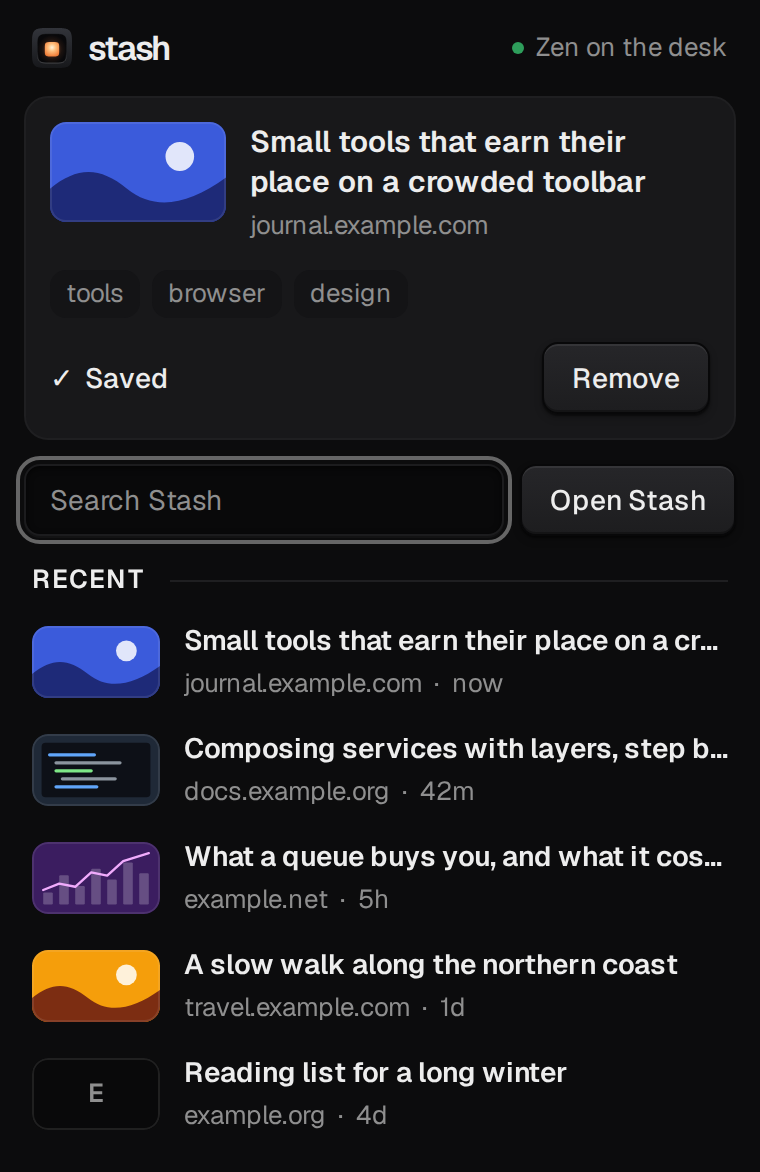 stash
Zen on the desk
Small tools that earn their
place on a crowded toolbar
journal.example.com
tools
browser
design
✓ Saved
Remove
Search Stash
Open Stash
RECENT
Small tools that earn their place on a cr...
journal.example.com · now
Composing services with layers, step b...
docs.example.org · 42m
What a queue buys you, and what it cos...
example.net · 5h
A slow walk along the northern coast
travel.example.com · 1d
E
Reading list for a long winter
example.org · 4d